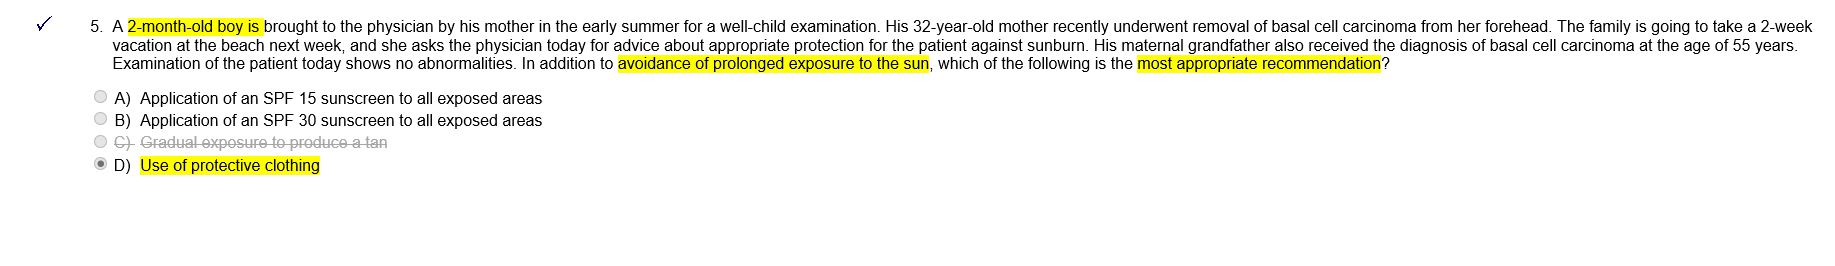 5. A 2-month-old boy is brought to the physician by his mother in the early summer for a well-child examination. His 32-year-old mother recently underwent removal of basal cell carcinoma from her forehead. The family is going to take a 2-week
vacation at the beach next week, and she asks the physician today for advice about appropriate protection for the patient against sunburn. His maternal grandfather also received the diagnosis of basal cell carcinoma at the age of 55 years.
Examination of the patient today shows no abnormalities. In addition to avoidance of prolonged exposure to the sun, which of the following is the most appropriate recommendation?
A) Application of an SPF 15 sunscreen to all exposed areas
B) Application of an SPF 30 sunscreen to all exposed areas
C) Gradual exposure to produce a tan
D) Use of protective clothing